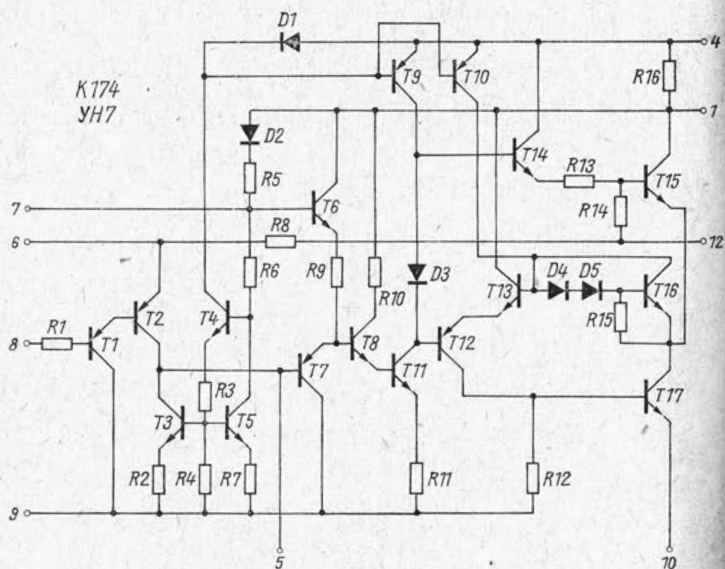 D1
4
T9
T10
R16
К174
УН7
1
D2
T14
R13
T15
R5
7
T6
R14
6
R8
12
R9
R10
D3
R6
T13
D4
D5
T16
T2
T4
R15
8
R1
T1
T7
T8
T11
T12
R3
T17
T3
T5
R2
R4
R7
R11
R12
9
5
10